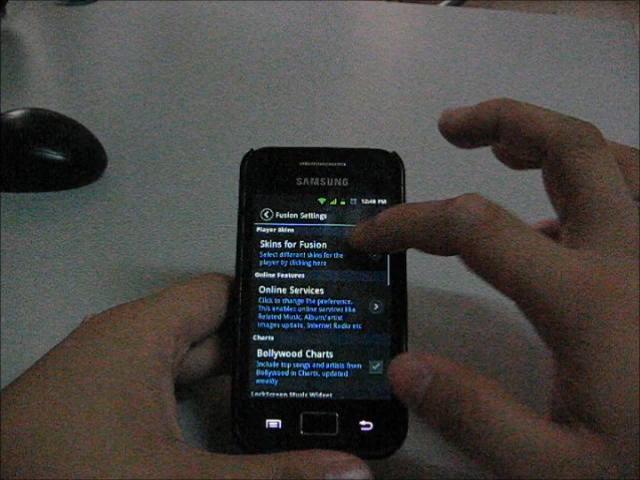 SAMSUNG
12:48 PM
Fusion Settings
Player Skins
Skins for Fusion
Select different skins for the
player by clicking here
Online Features
Online Services
Click to change the preference.
This enables online services like
Related Music, Album/artist
images update, Internet Radio etc
Charts
Bollywood Charts
Include top songs and artists from
Bollywood in Charts, updated
weekly
LockScreen Music Widget